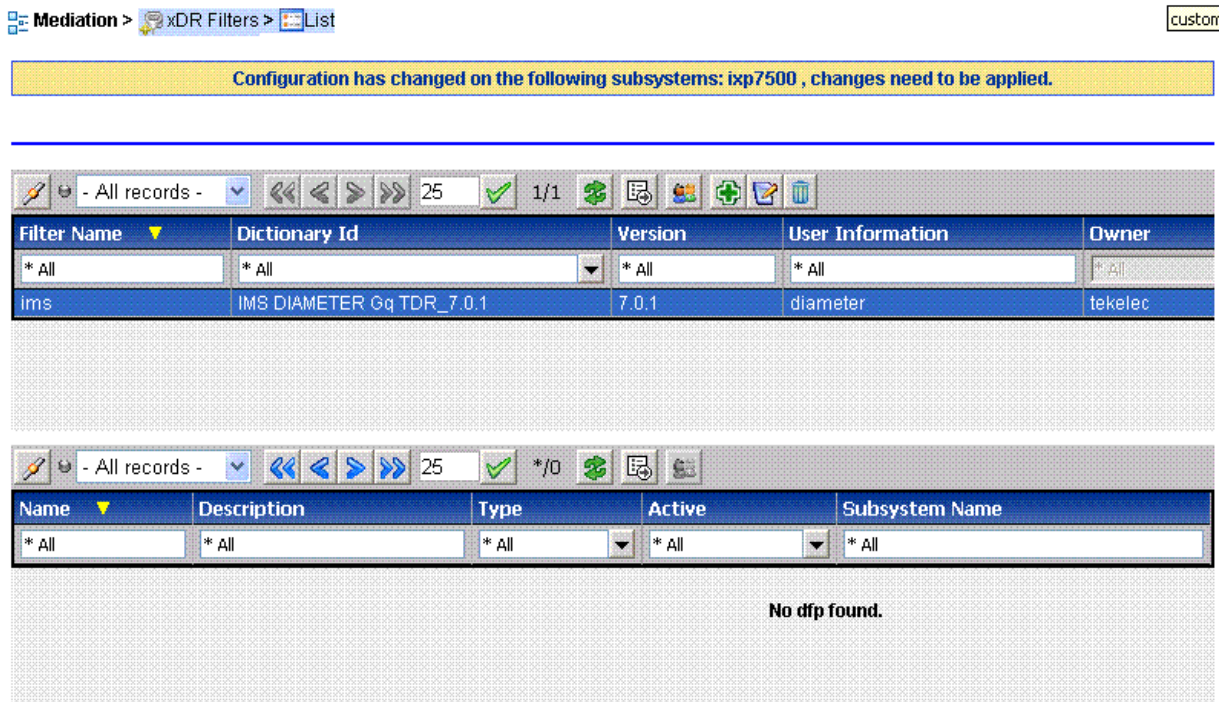 Mediation > xDR Filters > List
custom
Configuration has changed on the following subsystems: ixp7500 , changes need to be applied.
- All records - 25 1/1
Filter Name Dictionary Id Version User Information Owner
* All * All * All * All * All
ims IMS DIAMETER Gq TDR_7.0.1 7.0.1 diameter tekelec
- All records - 25 */0
Name Description Type Active Subsystem Name
* All * All * All * All * All
No dfp found.